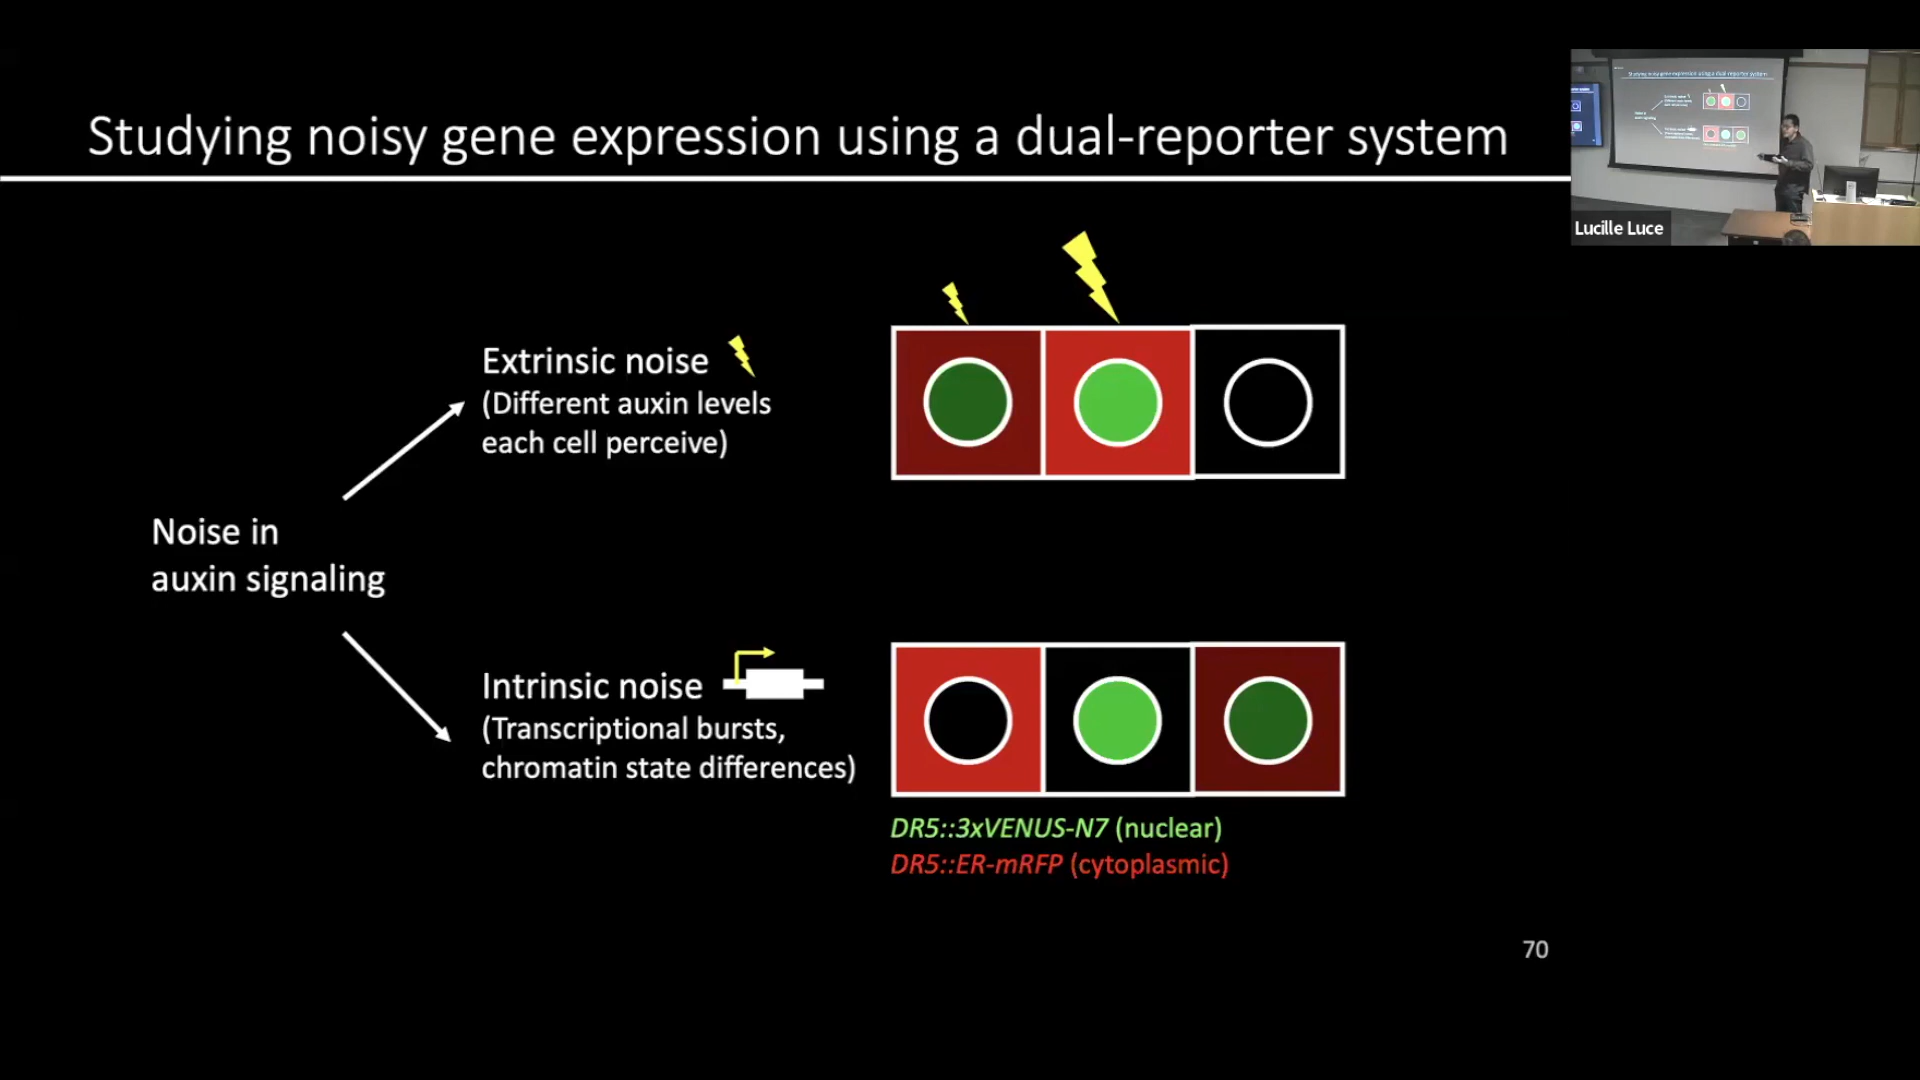 Studying noisy gene expression using a dual-reporter system
Lucille Luce
Extrinsic noise
(Different auxin levels
each cell perceive)
Noise in
auxin signaling
Intrinsic noise
(Transcriptional bursts,
chromatin state differences)
DR5::3xVENUS-N7 (nuclear)
DR5::ER-mRFP (cytoplasmic)
70